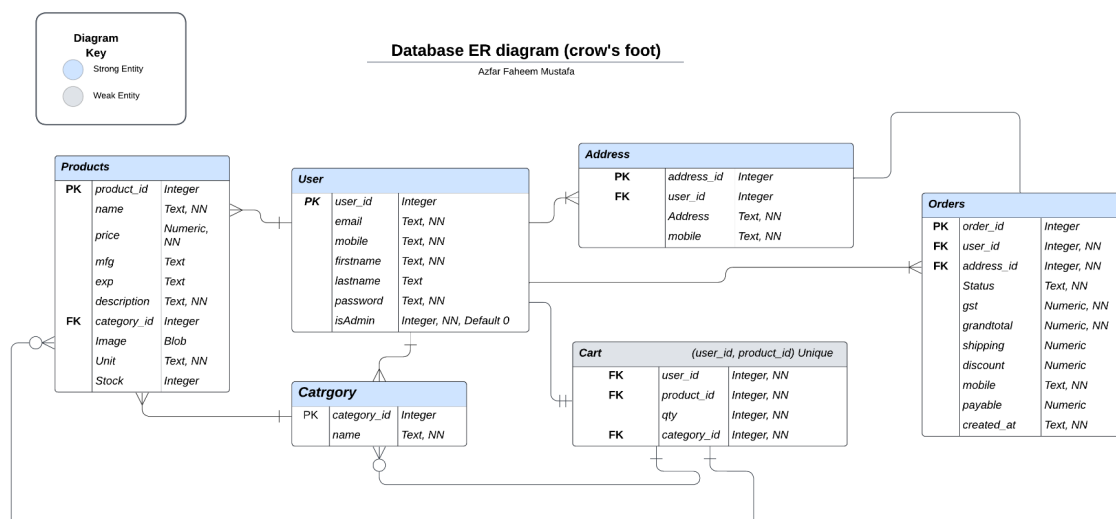 Diagram
Key
Strong Entity
Weak Entity
Database ER diagram (crow's foot)
Azfar Faheem Mustafa
Products
PK product_id Integer
name Text, NN
price Numeric,
NN
mfg Text
exp Text
description Text, NN
FK category_id Integer
Image Blob
Unit Text, NN
Stock Integer
User
PK user_id Integer
email Text, NN
mobile Text, NN
firstname Text, NN
lastname Text
password Text, NN
isAdmin Integer, NN, Default 0
Catrgory
PK category_id Integer
name Text, NN
Address
PK address_id Integer
FK user_id Integer
Address Text, NN
mobile Text, NN
Cart (user_id, product_id) Unique
FK user_id Integer, NN
FK product_id Integer, NN
qty Integer, NN
FK category_id Integer, NN
Orders
PK order_id Integer
FK user_id Integer, NN
FK address_id Integer, NN
Status Text, NN
gst Numeric, NN
grandtotal Numeric, NN
shipping Numeric
discount Numeric
mobile Text, NN
payable Numeric
created_at Text, NN